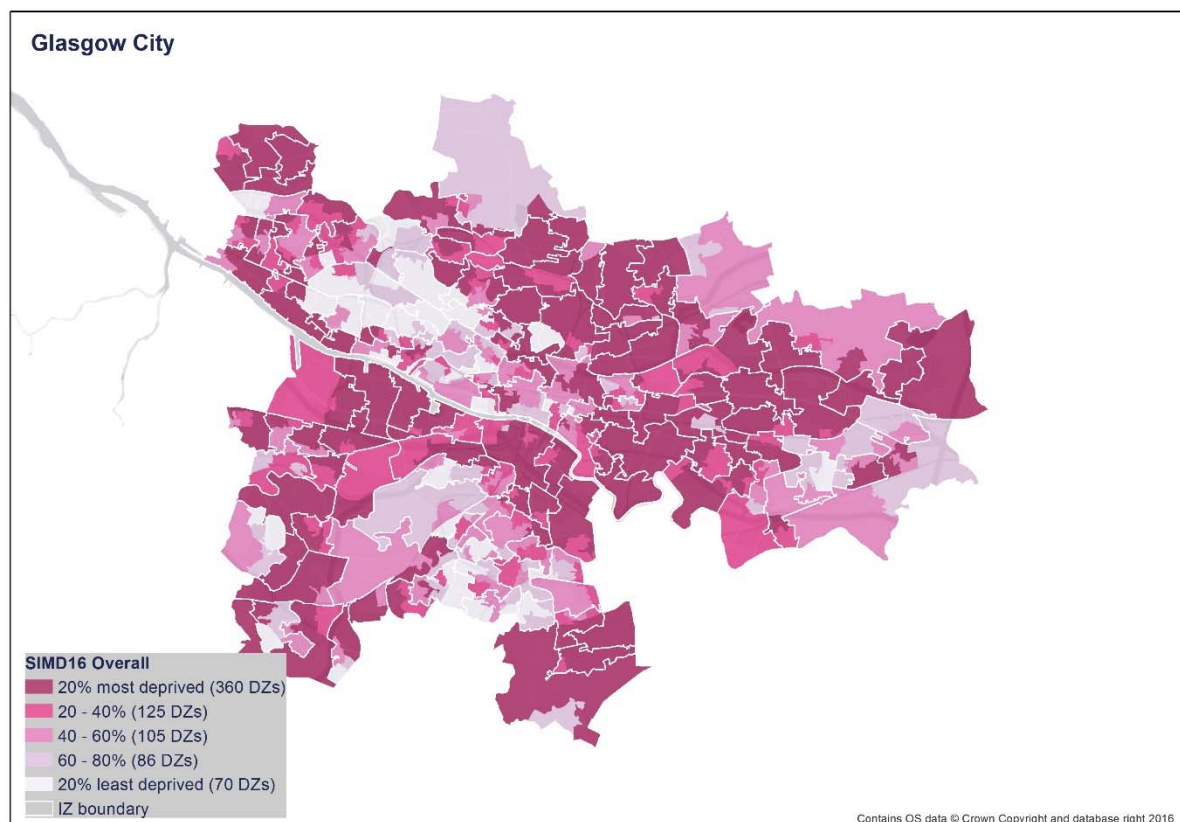 Glasgow City
SIMD16 Overall
20% most deprived (360 DZs)
20 - 40% (125 DZs)
40 - 60% (105 DZs)
60 - 80% (86 DZs)
20% least deprived (70 DZs)
IZ boundary
Contains OS data © Crown Copyright and database right 2016